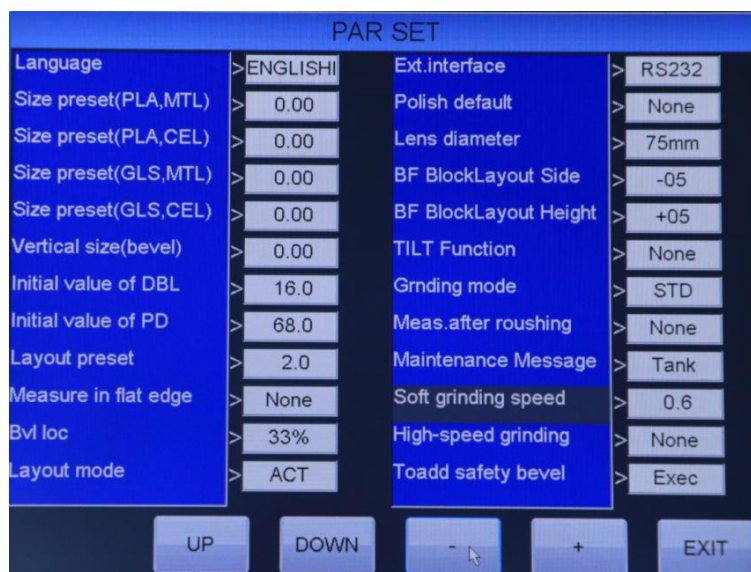 PAR SET
Language > ENGLISHI
Size preset(PLA,MTL) > 0.00
Size preset(PLA,CEL) > 0.00
Size preset(GLS,MTL) > 0.00
Size preset(GLS,CEL) > 0.00
Vertical size(bevel) > 0.00
Initial value of DBL > 16.0
Initial value of PD > 68.0
Layout preset > 2.0
Measure in flat edge > None
Bvl loc > 33%
Layout mode > ACT
Ext.interface > RS232
Polish default > None
Lens diameter > 75mm
BF BlockLayout Side > -05
BF BlockLayout Height > +05
TILT Function > None
Grnding mode > STD
Meas.after roushing > None
Maintenance Message > Tank
Soft grinding speed > 0.6
High-speed grinding > None
Toadd safety bevel > Exec
UP DOWN - + EXIT